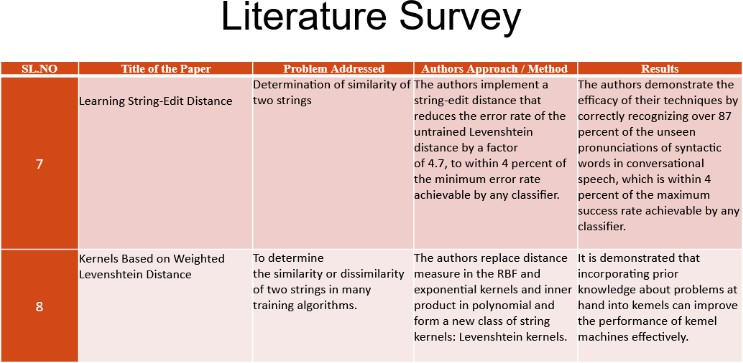 Literature Survey
SL.NO Title of the Paper Problem Addressed Authors Approach / Method Results
7
Learning String-Edit Distance
Determination of similarity of
two strings
The authors implement a
string-edit distance that
reduces the error rate of the
untrained Levenshtein
distance by a factor
of 4.7, to within 4 percent of
the minimum error rate
achievable by any classifier.
The authors demonstrate the
efficacy of their techniques by
correctly recognizing over 87
percent of the unseen
pronunciations of syntactic
words in conversational
speech, which is within 4
percent of the maximum
success rate achievable by any
classifier.
8
Kernels Based on Weighted
Levenshtein Distance
To determine
the similarity or dissimilarity
of two strings in many
training algorithms.
The authors replace distance
measure in the RBF and
exponential kernels and inner
product in polynomial and
form a new class of string
kernels: Levenshtein kernels.
It is demonstrated that
incorporating prior
knowledge about problems at
hand into kemels can improve
the performance of kemel
machines effectively.